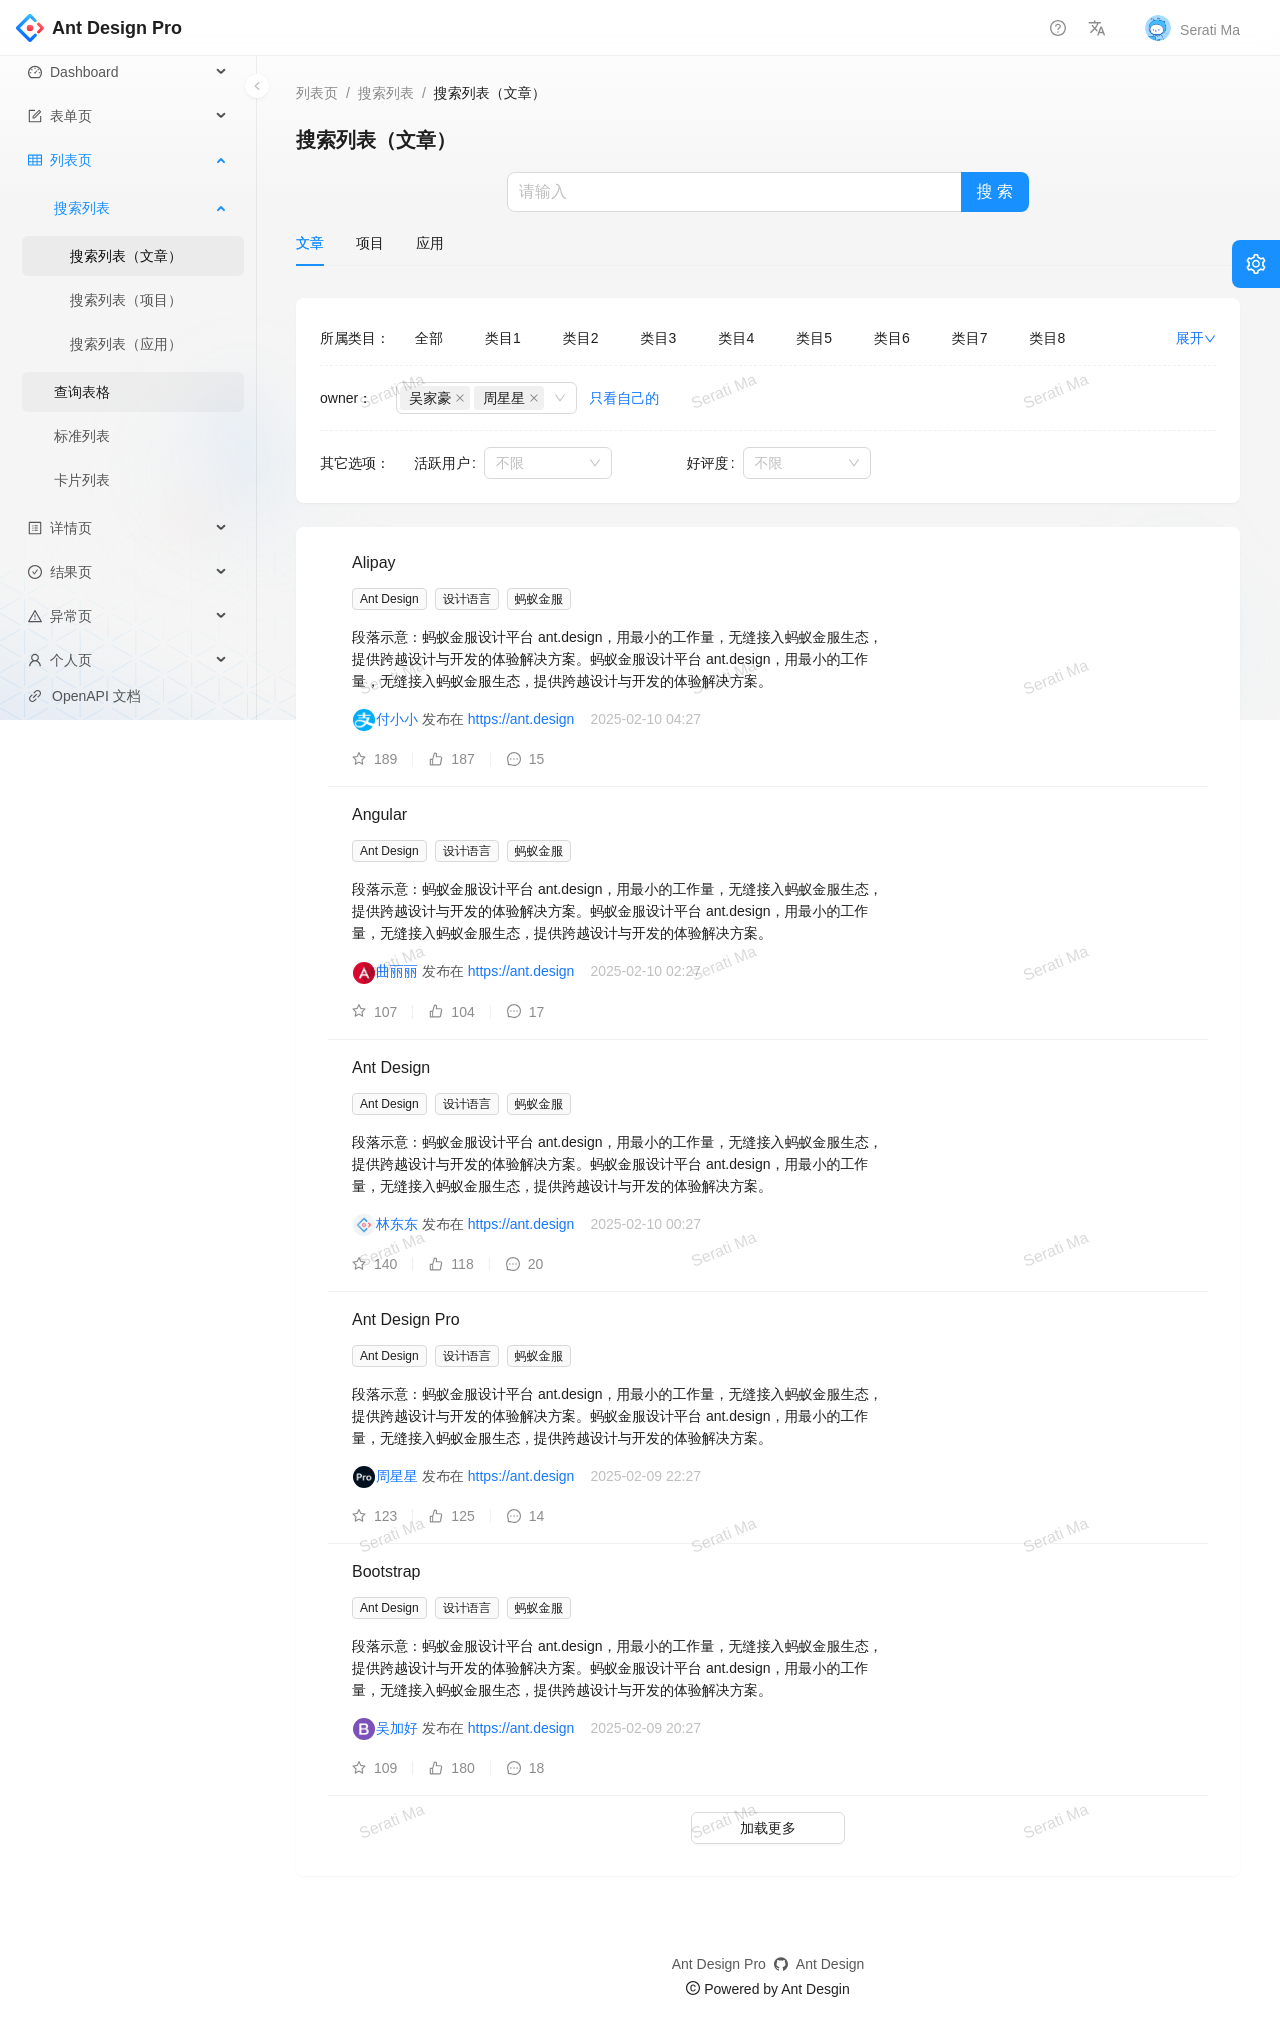 Ant Design Pro
Serati Ma
Dashboard
表单页
列表页
搜索列表
搜索列表（文章）
搜索列表（项目）
搜索列表（应用）
查询表格
标准列表
卡片列表
详情页
结果页
异常页
个人页
OpenAPI 文档
列表页 / 搜索列表 / 搜索列表（文章）
搜索列表（文章）
请输入 搜 索
文章 项目 应用
所属类目： 全部 类目1 类目2 类目3 类目4 类目5 类目6 类目7 类目8 展开
owner： 吴家豪 周星星 只看自己的
Serati Ma Serati Ma Serati Ma
其它选项： 活跃用户： 不限 好评度： 不限
Alipay
Ant Design 设计语言 蚂蚁金服
段落示意：蚂蚁金服设计平台 ant.design，用最小的工作量，无缝接入蚂蚁金服生态，
提供跨越设计与开发的体验解决方案。蚂蚁金服设计平台 ant.design，用最小的工作
量，无缝接入蚂蚁金服生态，提供跨越设计与开发的体验解决方案。
Serati Ma Serati Ma Serati Ma
付小小 发布在 https://ant.design 2025-02-10 04:27
189 187 15
Angular
Ant Design 设计语言 蚂蚁金服
段落示意：蚂蚁金服设计平台 ant.design，用最小的工作量，无缝接入蚂蚁金服生态，
提供跨越设计与开发的体验解决方案。蚂蚁金服设计平台 ant.design，用最小的工作
量，无缝接入蚂蚁金服生态，提供跨越设计与开发的体验解决方案。
Serati Ma Serati Ma Serati Ma
曲丽丽 发布在 https://ant.design 2025-02-10 02:27
107 104 17
Ant Design
Ant Design 设计语言 蚂蚁金服
段落示意：蚂蚁金服设计平台 ant.design，用最小的工作量，无缝接入蚂蚁金服生态，
提供跨越设计与开发的体验解决方案。蚂蚁金服设计平台 ant.design，用最小的工作
量，无缝接入蚂蚁金服生态，提供跨越设计与开发的体验解决方案。
林东东 发布在 https://ant.design 2025-02-10 00:27
Serati Ma Serati Ma Serati Ma
140 118 20
Ant Design Pro
Ant Design 设计语言 蚂蚁金服
段落示意：蚂蚁金服设计平台 ant.design，用最小的工作量，无缝接入蚂蚁金服生态，
提供跨越设计与开发的体验解决方案。蚂蚁金服设计平台 ant.design，用最小的工作
量，无缝接入蚂蚁金服生态，提供跨越设计与开发的体验解决方案。
Pro 周星星 发布在 https://ant.design 2025-02-09 22:27
123 125 14
Serati Ma Serati Ma Serati Ma
Bootstrap
Ant Design 设计语言 蚂蚁金服
段落示意：蚂蚁金服设计平台 ant.design，用最小的工作量，无缝接入蚂蚁金服生态，
提供跨越设计与开发的体验解决方案。蚂蚁金服设计平台 ant.design，用最小的工作
量，无缝接入蚂蚁金服生态，提供跨越设计与开发的体验解决方案。
B 吴加好 发布在 https://ant.design 2025-02-09 20:27
109 180 18
Serati Ma Serati Ma Serati Ma
加载更多
Ant Design Pro Ant Design
© Powered by Ant Desgin